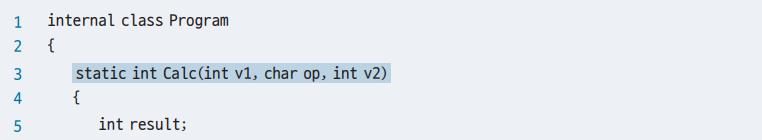 1 internal class Program
2 {
3 static int Calc(int v1, char op, int v2)
4 {
5 int result;